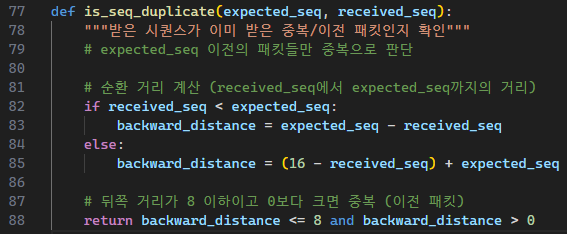 77 def is_seq_duplicate(expected_seq, received_seq):
78     """받은 시퀀스가 이미 받은 중복/이전 패킷인지 확인"""
79     # expected_seq 이전의 패킷들만 중복으로 판단
80
81     # 순환 거리 계산 (received_seq에서 expected_seq까지의 거리)
82     if received_seq < expected_seq:
83         backward_distance = expected_seq - received_seq
84     else:
85         backward_distance = (16 - received_seq) + expected_seq
86
87     # 뒤쪽 거리가 8 이하이고 0보다 크면 중복 (이전 패킷)
88     return backward_distance <= 8 and backward_distance > 0